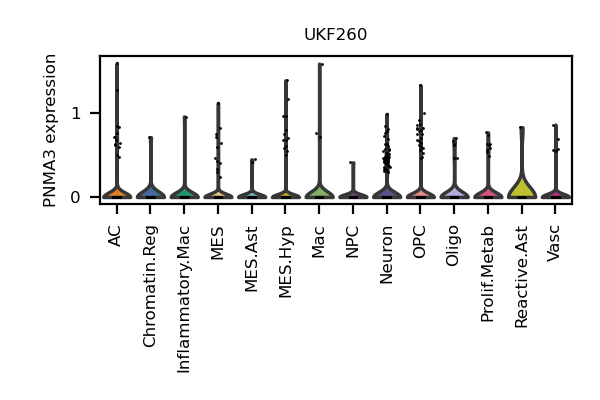 UKF260
PNMA3 expression
1
0
AC
Chromatin.Reg
Inflammatory.Mac
MES
MES.Ast
MES.Hyp
Mac
NPC
Neuron
OPC
Oligo
Prolif.Metab
Reactive.Ast
Vasc